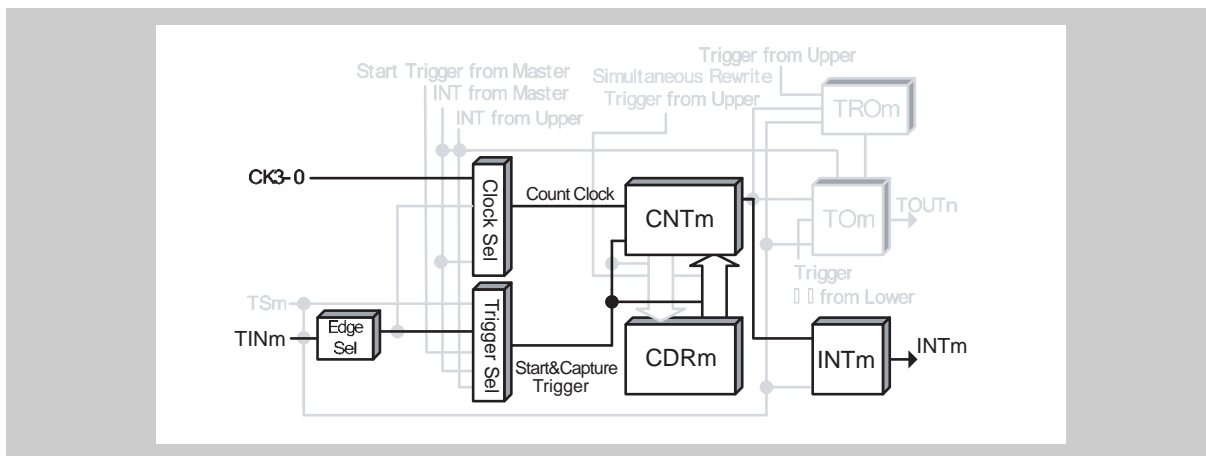 Trigger from Upper
Start Trigger from Master
Simultaneous Rewrite
INT from Master
Trigger from Upper
INT from Upper
TROm
CK3-0
Clock Sel
Count Clock
CNTm
TOm
TOUTn
Trigger
from Lower
TSm
TINm
Edge
Sel
Trigger Sel
Start&Capture
Trigger
CDRm
INTm
INTm